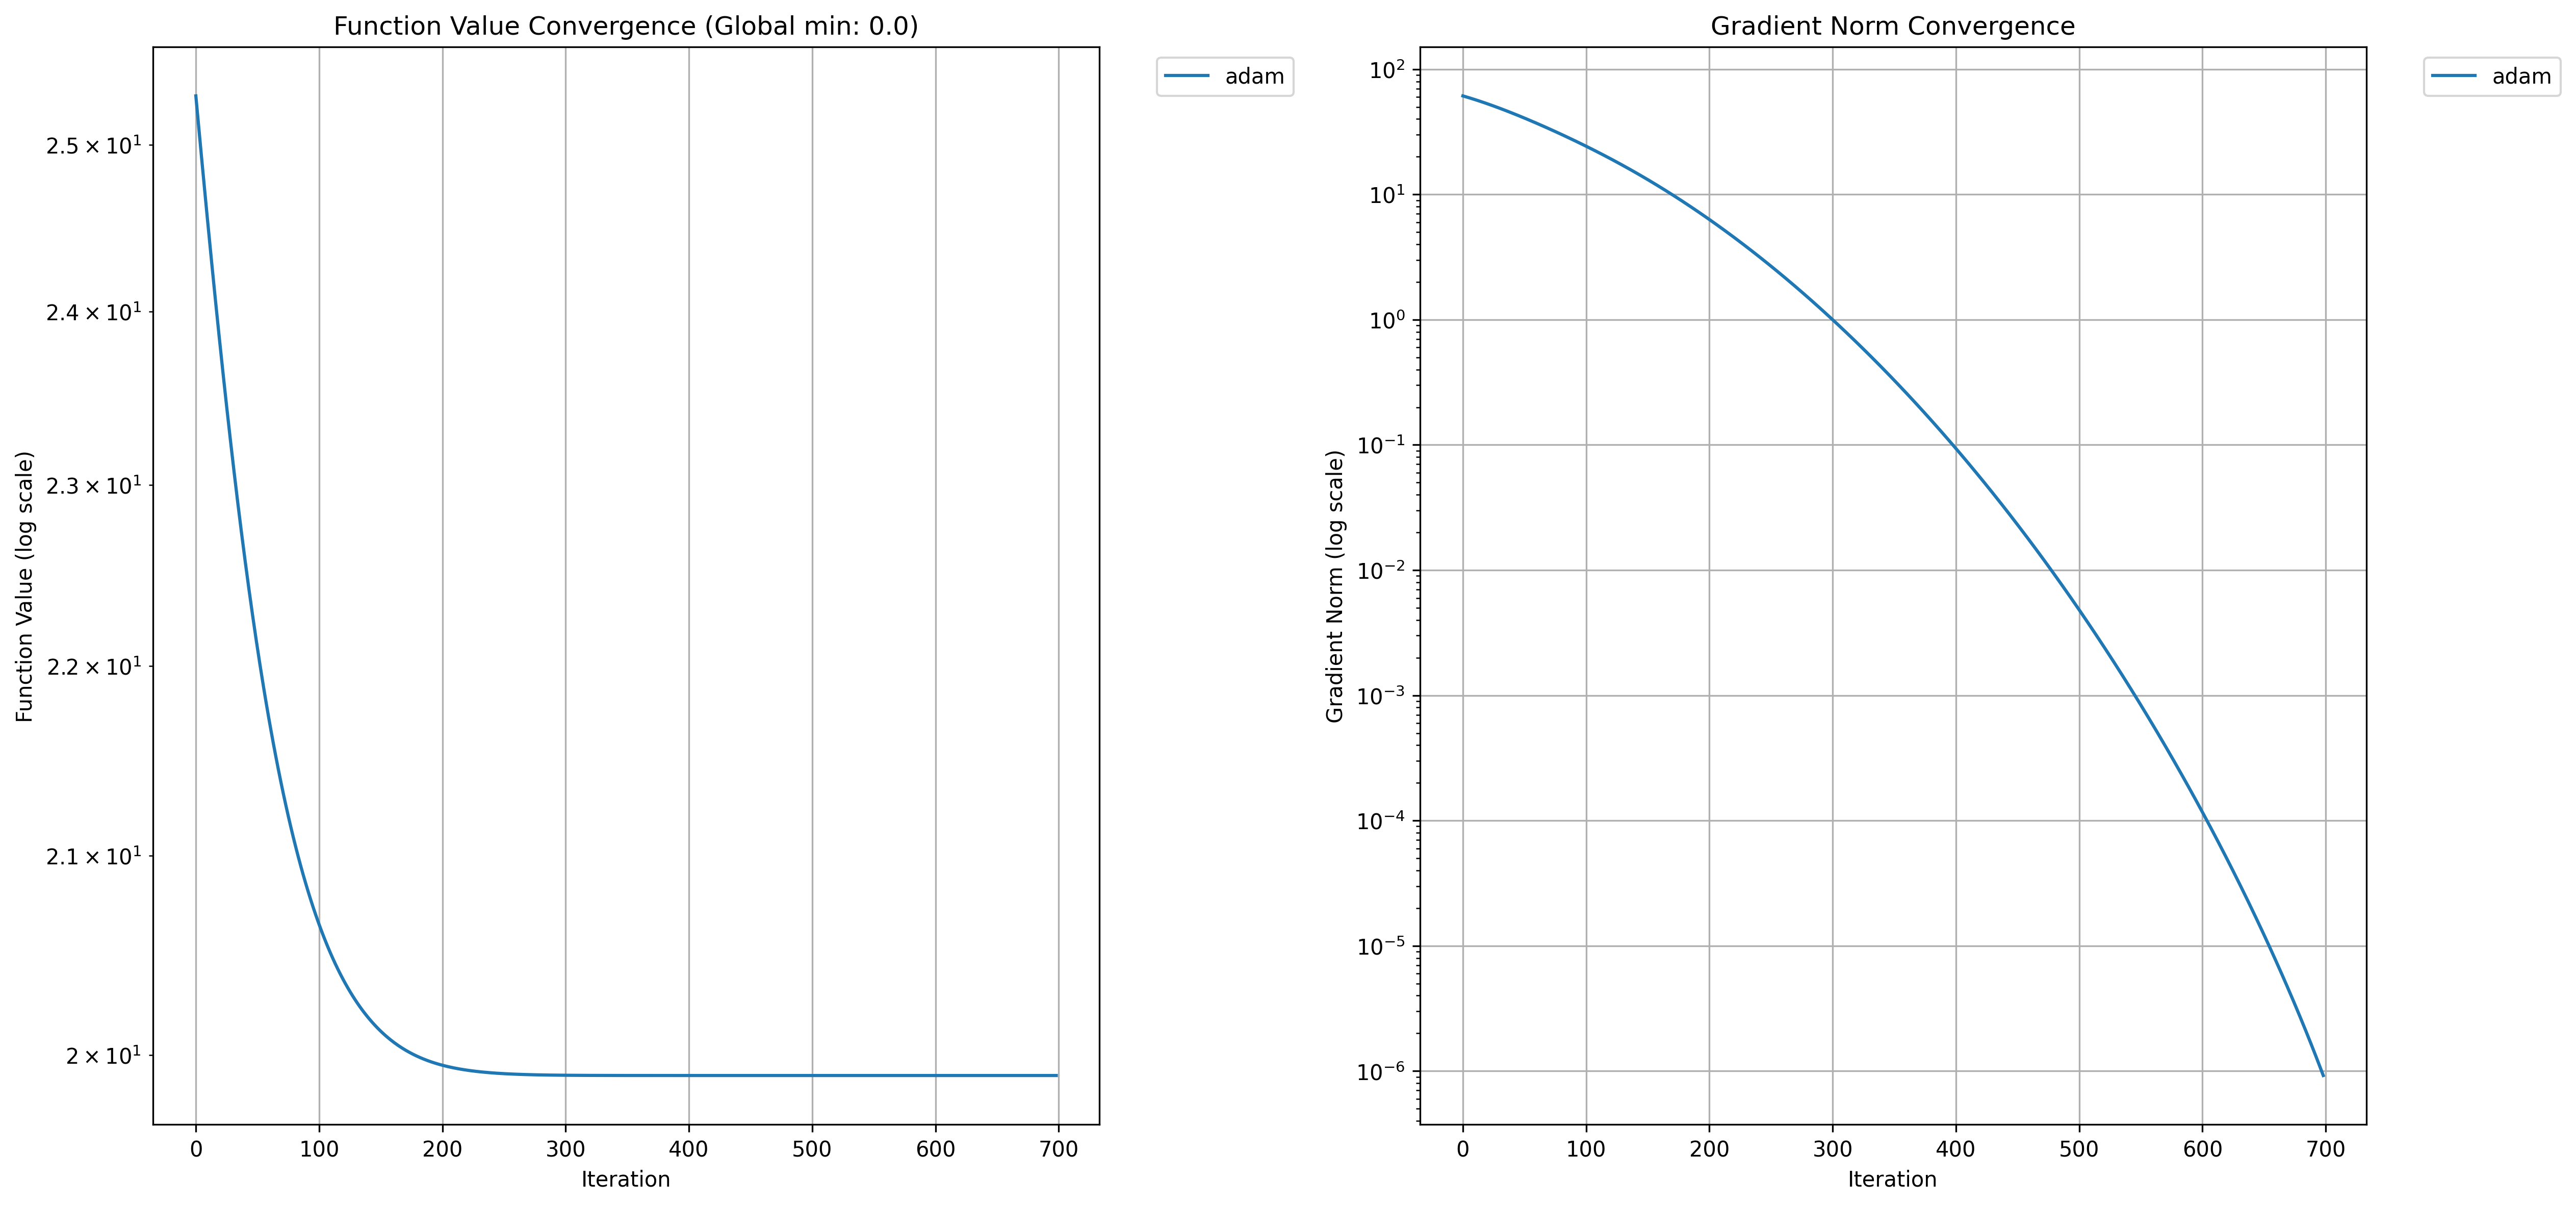 Function Value Convergence (Global min: 0.0)
adam
Function Value (log scale)
2.5 × 10¹
2.4 × 10¹
2.3 × 10¹
2.2 × 10¹
2.1 × 10¹
2 × 10¹
0 100 200 300 400 500 600 700
Iteration
Gradient Norm Convergence
adam
Gradient Norm (log scale)
10²
10¹
10⁰
10⁻¹
10⁻²
10⁻³
10⁻⁴
10⁻⁵
10⁻⁶
0 100 200 300 400 500 600 700
Iteration